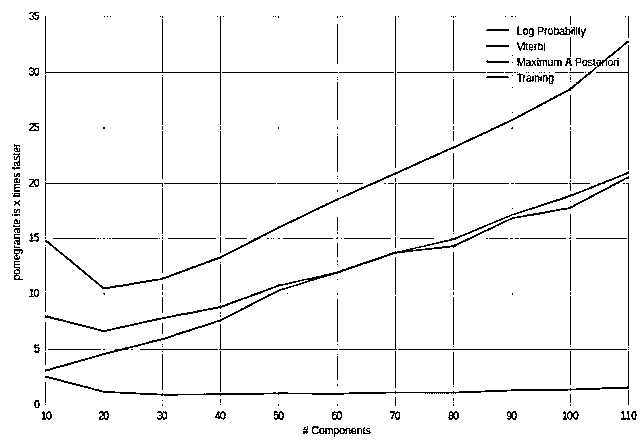 35
30
25
20
15
10
5
0
pomegranate is x times faster
Log Probability
Viterbi
Maximum A Posteriori
Training
10 20 30 40 50 60 70 80 90 100 110
# Components